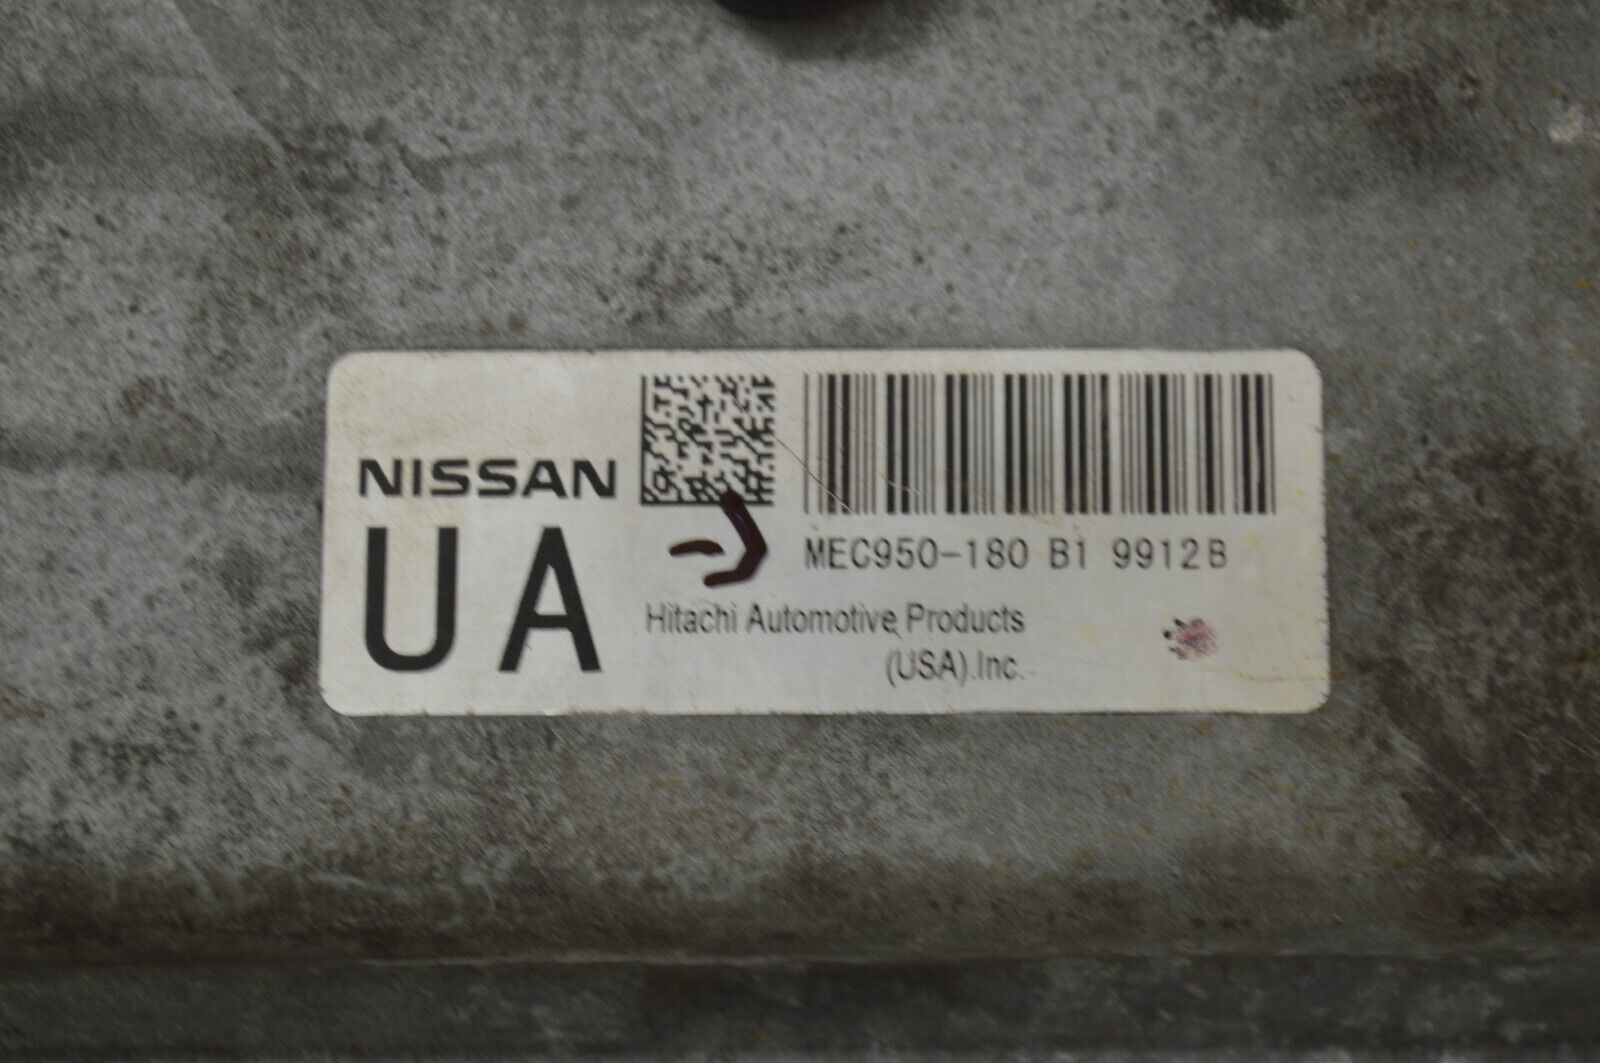 NISSAN
UA
MEC950-180 B1 9912B
Hitachi Automotive Products
(USA).Inc.